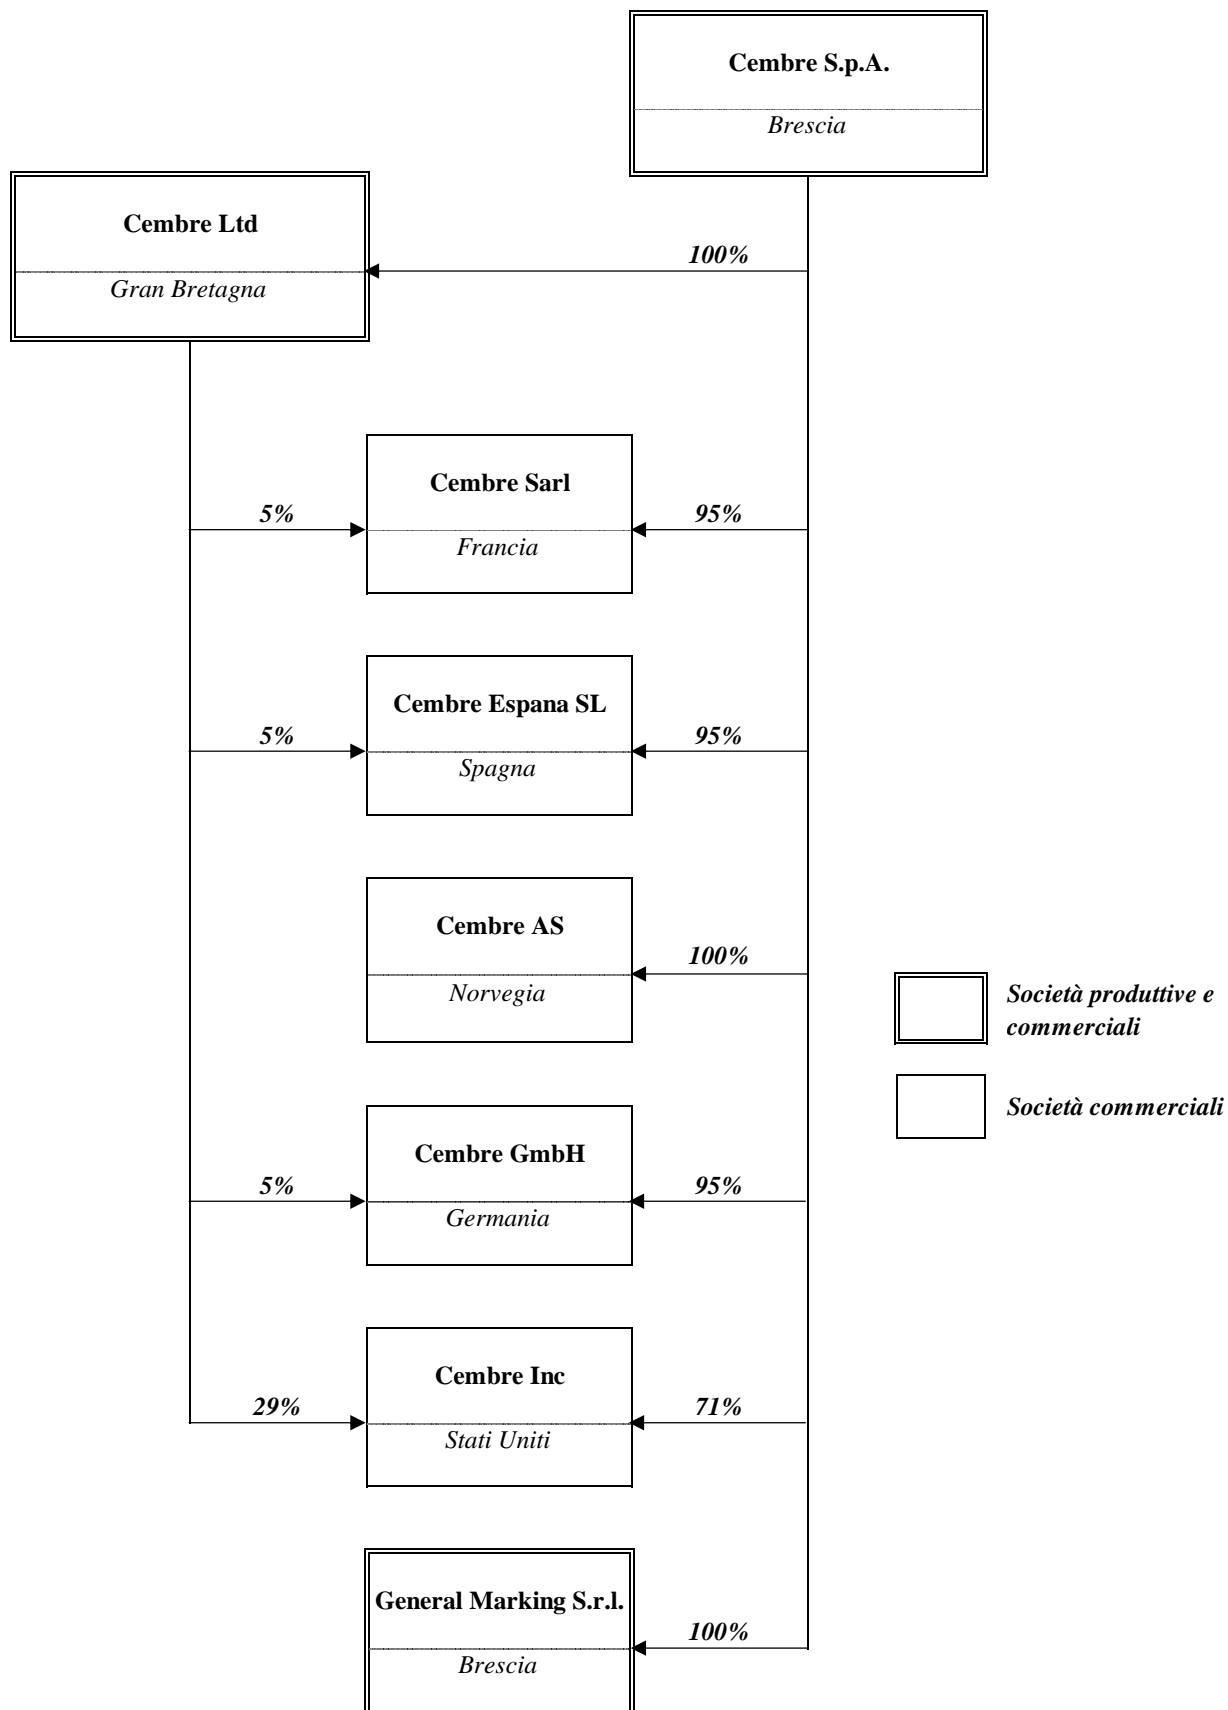 Cembre S.p.A.
Brescia
Cembre Ltd
Gran Bretagna
100%
Cembre Sarl
Francia
5%
95%
Cembre Espana SL
Spagna
5%
95%
Cembre AS
Norvegia
100%
Società produttive e
commerciali
Società commerciali
Cembre GmbH
Germania
5%
95%
Cembre Inc
Stati Uniti
29%
71%
General Marking S.r.l.
Brescia
100%